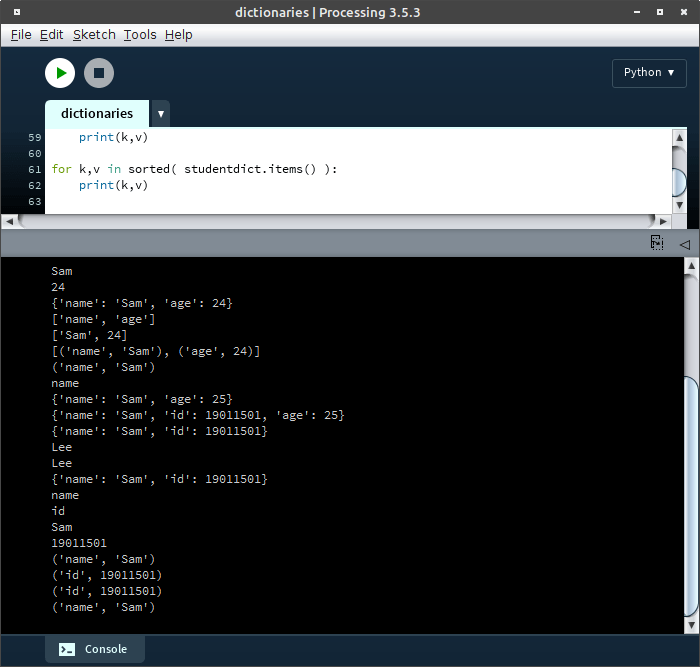 dictionaries | Processing 3.5.3
File Edit Sketch Tools Help
Python ▼
dictionaries ▼
59     print(k,v)
60
61 for k,v in sorted( studentdict.items() ):
62     print(k,v)
63
Sam
24
{'name': 'Sam', 'age': 24}
['name', 'age']
['Sam', 24]
[('name', 'Sam'), ('age', 24)]
('name', 'Sam')
name
{'name': 'Sam', 'age': 25}
{'name': 'Sam', 'id': 19011501, 'age': 25}
{'name': 'Sam', 'id': 19011501}
Lee
Lee
{'name': 'Sam', 'id': 19011501}
name
id
Sam
19011501
('name', 'Sam')
('id', 19011501)
('id', 19011501)
('name', 'Sam')
Console